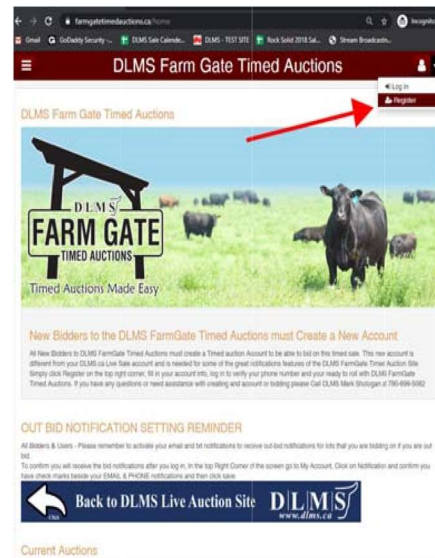 farmgatetimedauctions.ca/home
Incognito
Gmail
GoDaddy Security -...
DLMS Sale Calende...
DLMS - TEST SITE
Rock Solid 2018 Sal...
Stream Broadcastin...
DLMS Farm Gate Timed Auctions
Log in
Register
DLMS Farm Gate Timed Auctions
DLMS
FARM GATE
TIMED AUCTIONS
Timed Auctions Made Easy
New Bidders to the DLMS FarmGate Timed Auctions must Create a New Account
All New Bidders to DLMS FarmGate Timed Auctions must create a Timed auction Account to be able to bid on this timed sale. This new account is
different from your DLMS.ca Live Sale account and is needed for some of the great notifications features of the DLMS FarmGate Timed Auction Site.
Simply click Register on the top right corner, fill in your account info, log in to verify your phone number and your ready to roll with DLMS FarmGate
Timed Auctions. If you have any questions or need assistance with creating and account or bidding please Call DLMS Mark Shologan at 780-699-5082
OUT BID NOTIFICATION SETTING REMINDER
All Bidders & Users - Please remember to activate your email and txt notifications to receive out-bid notifications for lots that you are bidding on if you are out
bid.
To confirm you will receive the bid notifications after you log in, In the top Right Corner if the screen go to My Account, Click on Notification and confirm you
have check marks beside your EMAIL & PHONE notifications and then click save
Click
Back to DLMS Live Auction Site
DLMS
www.dlms.ca
Current Auctions